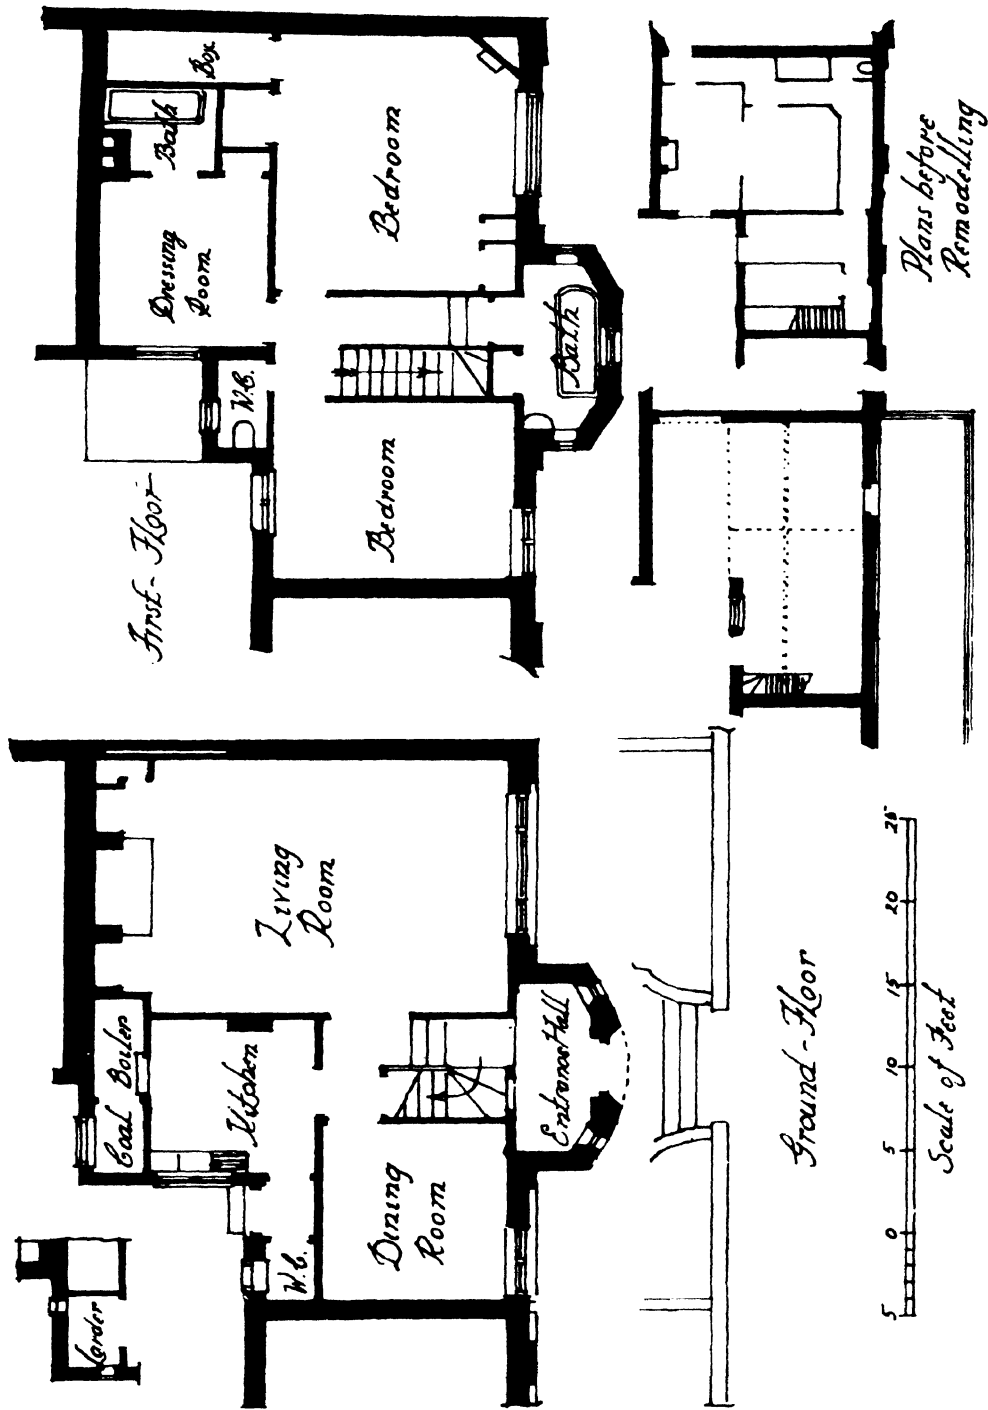 First-Floor
Box
Bath
Dressing
Room
W.C.
Bedroom
Bedroom
Bath
Plans before
Remodelling
Larder
Coal Boiler
Kitchen
W.C.
Living
Room
Dining
Room
Entrance Hall
Ground-Floor
5 0 5 10 15 20 25
Scale of Feet